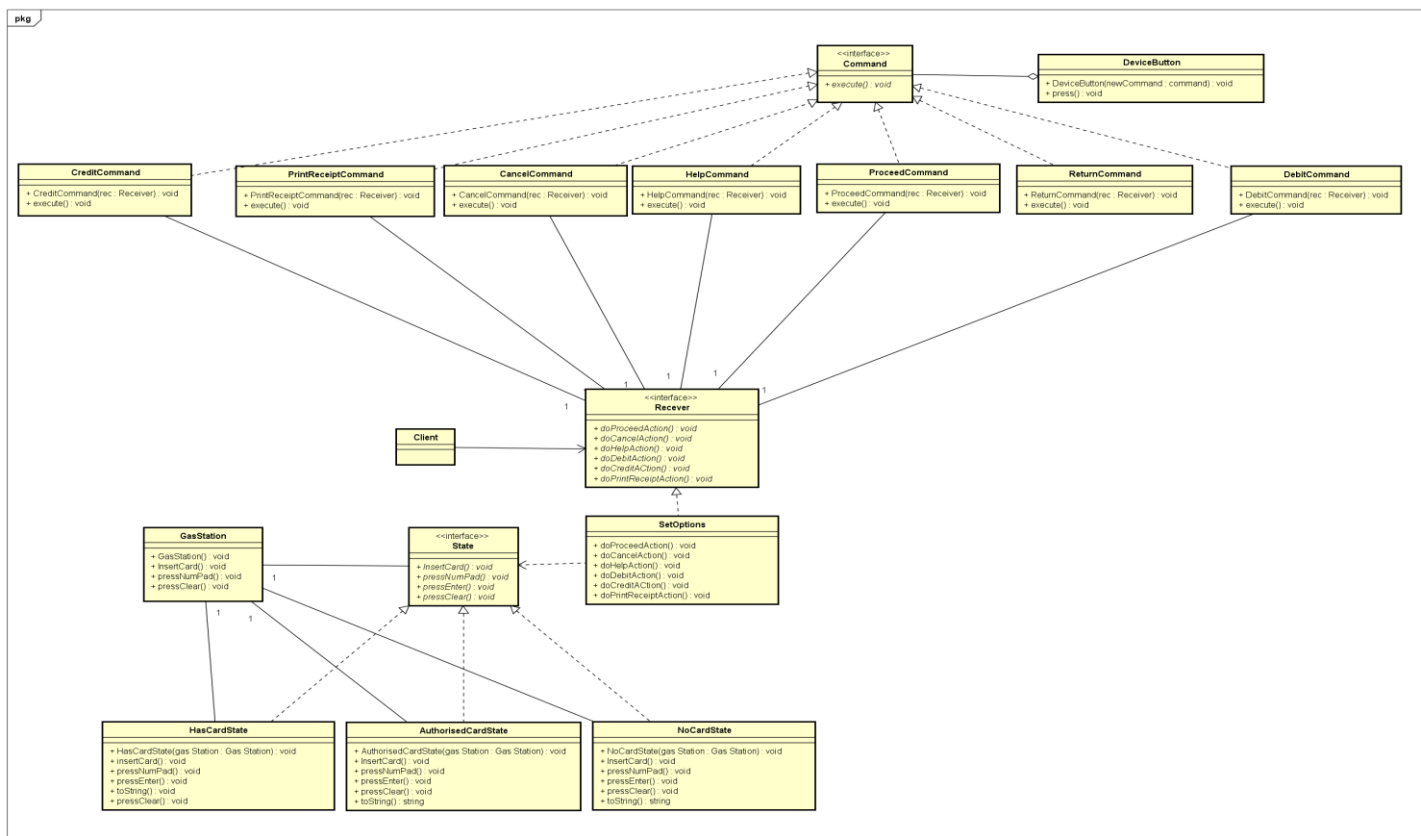 pkg
<<interface>>
Command
+ execute() : void
DeviceButton
+ DeviceButton(newCommand : command) : void
+ press() : void
CreditCommand
+ CreditCommand(rec : Receiver) : void
+ execute() : void
PrintReceiptCommand
+ PrintReceiptCommand(rec : Receiver) : void
+ execute() : void
CancelCommand
+ CancelCommand(rec : Receiver) : void
+ execute() : void
HelpCommand
+ HelpCommand(rec : Receiver) : void
+ execute() : void
ProceedCommand
+ ProceedCommand(rec : Receiver) : void
+ execute() : void
ReturnCommand
+ ReturnCommand(rec : Receiver) : void
+ execute() : void
DebitCommand
+ DebitCommand(rec : Receiver) : void
+ execute() : void
1
1
1
1
1
<<interface>>
Recever
+ doProceedAction() : void
+ doCancelAction() : void
+ doHelpAction() : void
+ doDebitAction() : void
+ doCreditACtion() : void
+ doPrintReceiptAction() : void
Client
GasStation
+ GasStation() : void
+ InsertCard() : void
+ pressNumPad() : void
+ pressClear() : void
1
1
1
<<interface>>
State
+ InsertCard() : void
+ pressNumPad() : void
+ pressEnter() : void
+ pressClear() : void
SetOptions
+ doProceedAction() : void
+ doCancelAction() : void
+ doHelpAction() : void
+ doDebitAction() : void
+ doCreditACtion() : void
+ doPrintReceiptAction() : void
HasCardState
+ HasCardState(gas Station : Gas Station) : void
+ insertCard() : void
+ pressNumPad() : void
+ pressEnter() : void
+ toString() : void
+ pressClear() : void
AuthorisedCardState
+ AuthorisedCardState(gas Station : Gas Station) : void
+ InsertCard() : void
+ pressNumPad() : void
+ pressEnter() : void
+ pressClear() : void
+ toString() : string
NoCardState
+ NoCardState(gas Station : Gas Station) : void
+ InsertCard() : void
+ pressNumPad() : void
+ pressEnter() : void
+ pressClear() : void
+ toString() : string